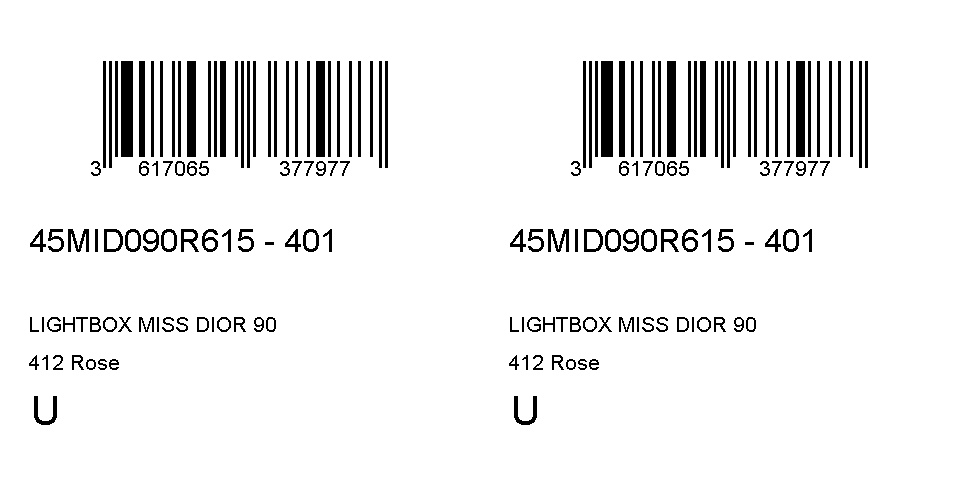 3 617065 377977
45MID090R615 - 401
LIGHTBOX MISS DIOR 90
412 Rose
U
3 617065 377977
45MID090R615 - 401
LIGHTBOX MISS DIOR 90
412 Rose
U